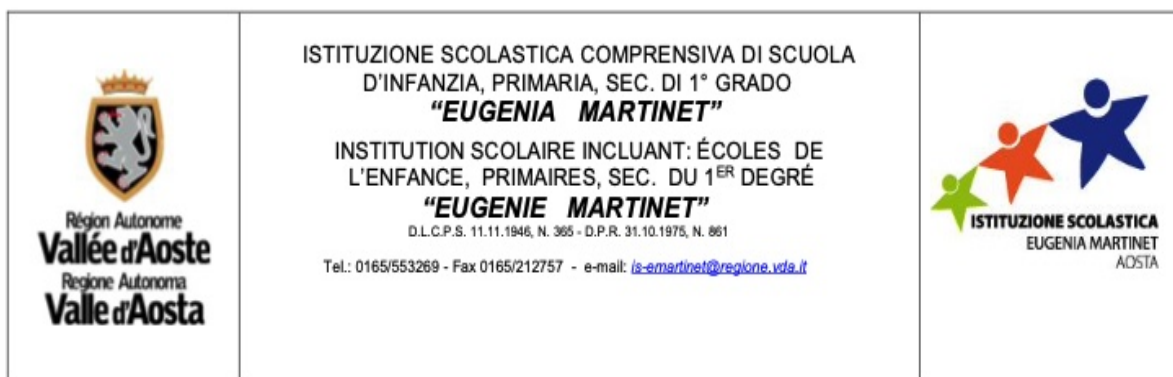 Région Autonome
Vallée d'Aoste
Regione Autonoma
Valle d'Aosta
ISTITUZIONE SCOLASTICA COMPRENSIVA DI SCUOLA
D'INFANZIA, PRIMARIA, SEC. DI 1° GRADO
"EUGENIA MARTINET"
INSTITUTION SCOLAIRE INCLUANT: ÉCOLES DE
L'ENFANCE, PRIMAIRES, SEC. DU 1ER DEGRÉ
"EUGENIE MARTINET"
D.L.C.P.S. 11.11.1946, N. 365 - D.P.R. 31.10.1975, N. 861
Tel.: 0165/553269 - Fax 0165/212757 - e-mail: is-emartinet@regione.vda.it
ISTITUZIONE SCOLASTICA
EUGENIA MARTINET
AOSTA